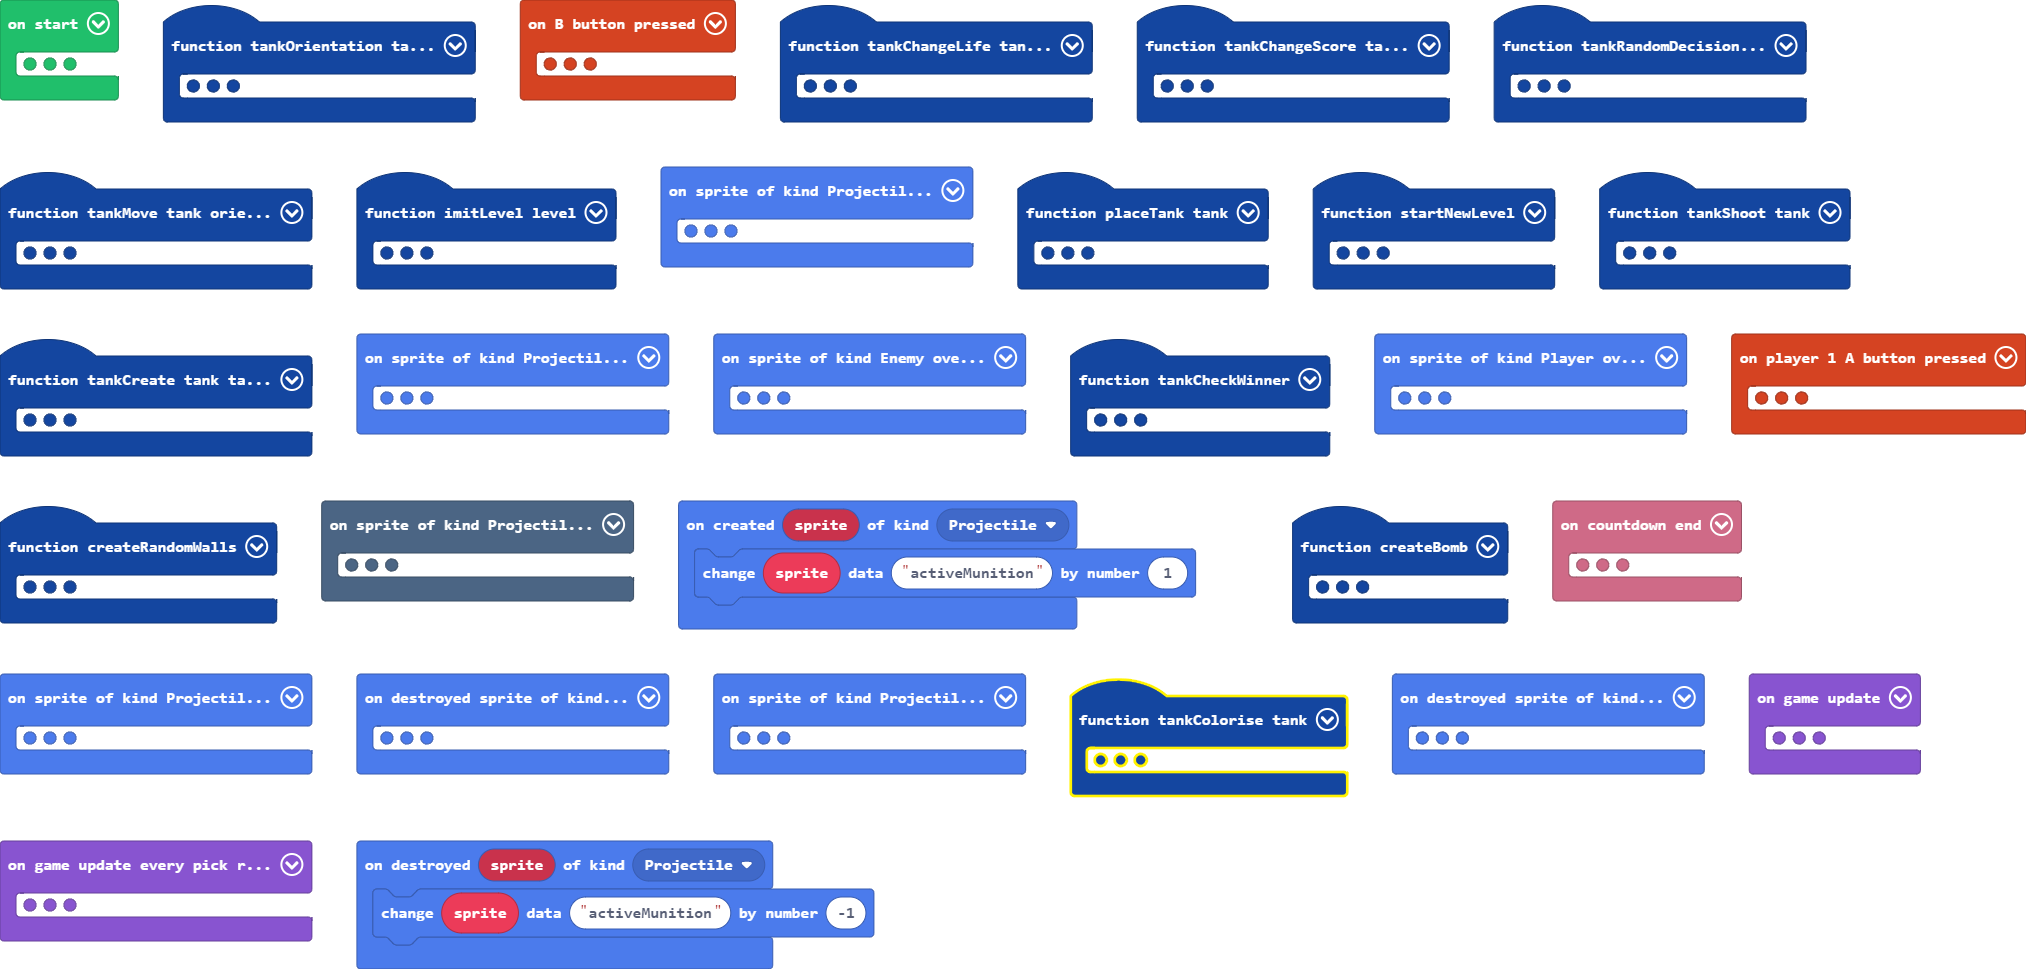 on start
function tankOrientation ta...
on B button pressed
function tankChangeLife tan...
function tankChangeScore ta...
function tankRandomDecision...
function tankMove tank orie...
function imitLevel level
on sprite of kind Projectil...
function placeTank tank
function startNewLevel
function tankShoot tank
function tankCreate tank ta...
on sprite of kind Projectil...
on sprite of kind Enemy ove...
function tankCheckWinner
on sprite of kind Player ov...
on player 1 A button pressed
function createRandomWalls
on sprite of kind Projectil...
on created sprite of kind Projectile
change sprite data "activeMunition" by number 1
function createBomb
on countdown end
on sprite of kind Projectil...
on destroyed sprite of kind...
on sprite of kind Projectil...
function tankColorise tank
on destroyed sprite of kind...
on game update
on game update every pick r...
on destroyed sprite of kind Projectile
change sprite data "activeMunition" by number -1